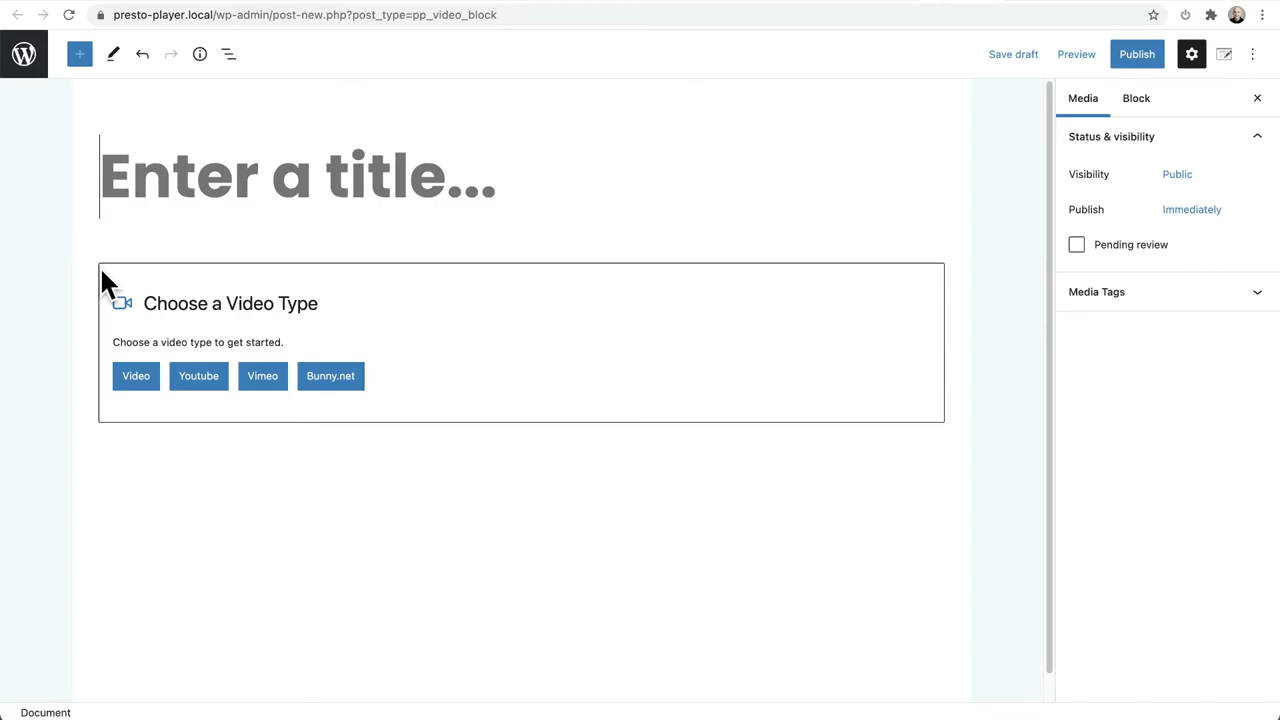 presto-player.local/wp-admin/post-new.php?post_type=pp_video_block
Save draft
Preview
Publish
Media
Block
Status & visibility
Enter a title...
Visibility
Public
Publish
Immediately
Pending review
Media Tags
Choose a Video Type
Choose a video type to get started.
Video
Youtube
Vimeo
Bunny.net
Document